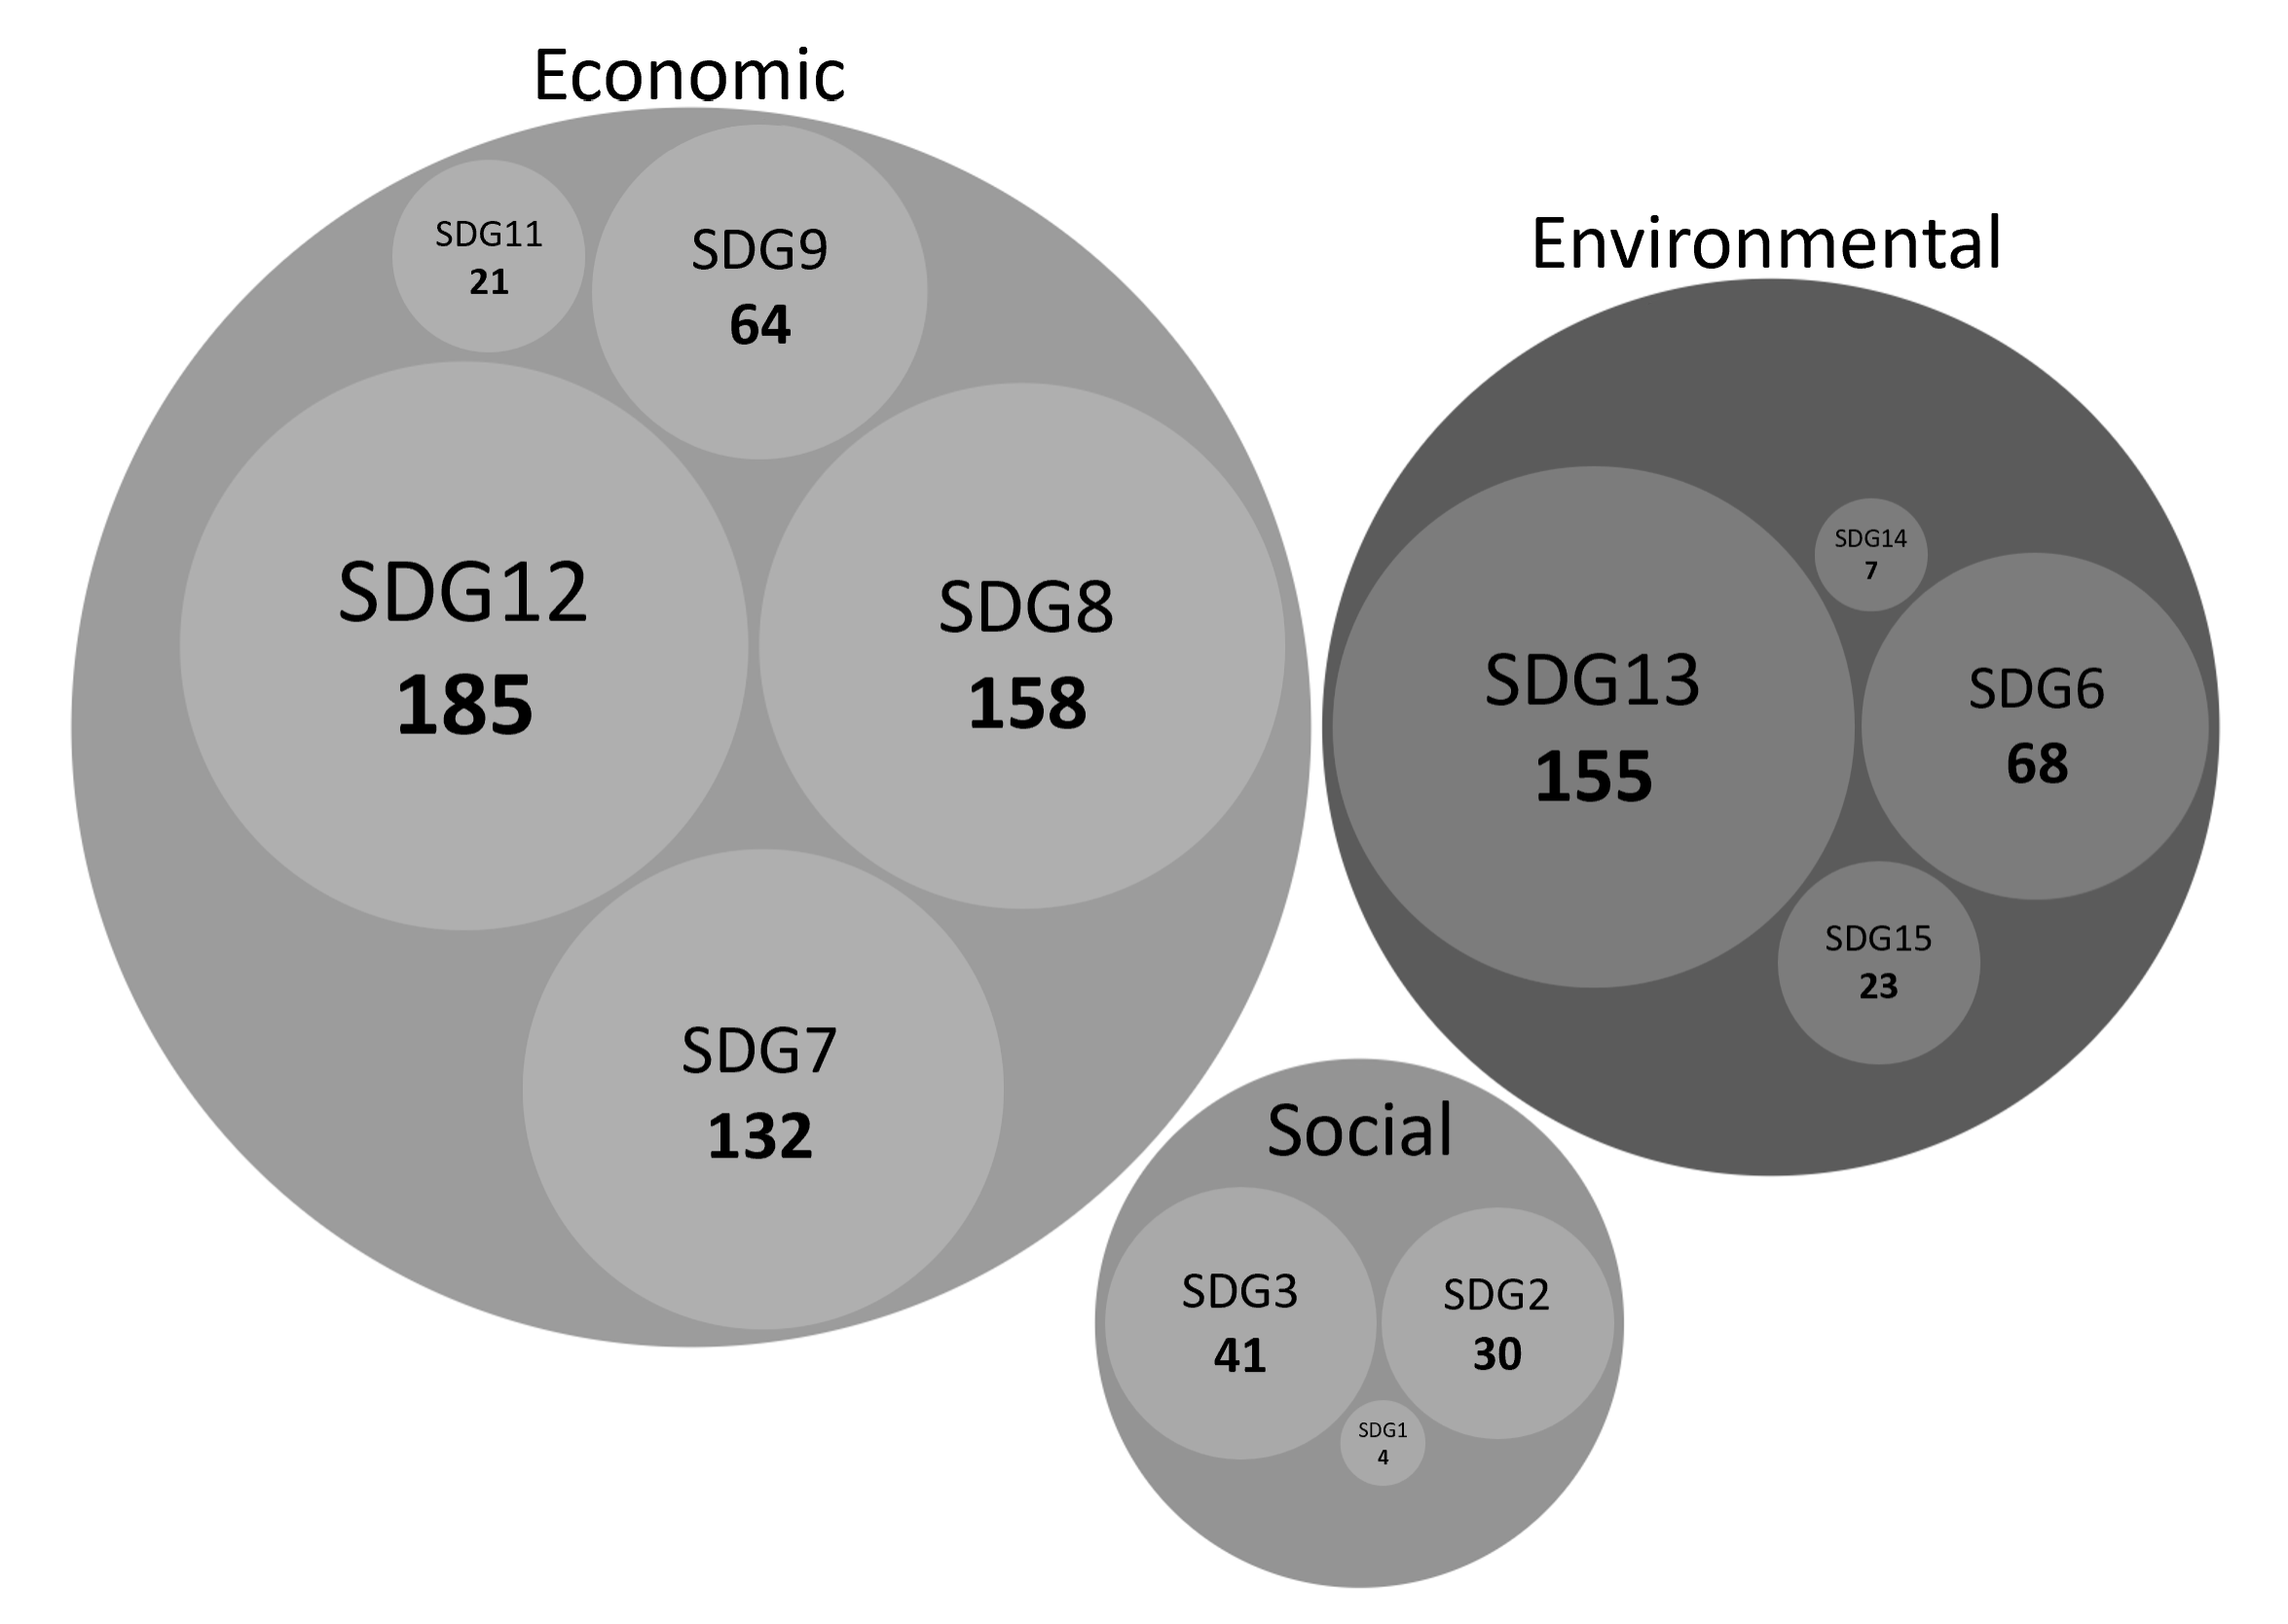 Economic
SDG11
21
SDG9
64
SDG12
185
SDG8
158
SDG7
132
Environmental
SDG14
7
SDG13
155
SDG6
68
SDG15
23
Social
SDG3
41
SDG2
30
SDG1
4